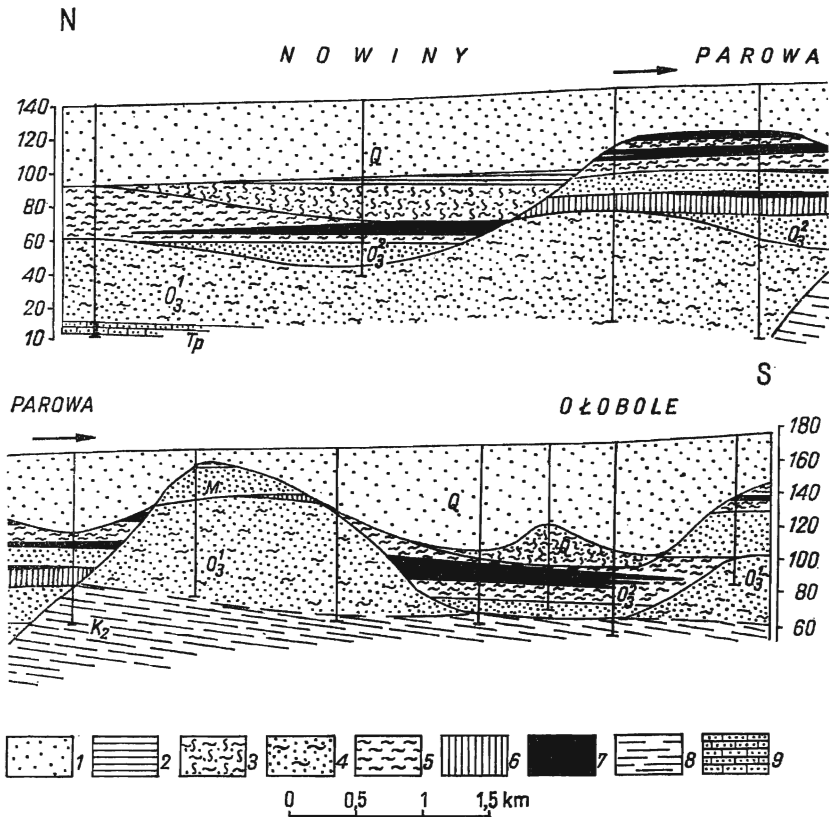 N
NOWINY PAROWA
140
120
100
80
60
40
20
10
Q
O₃²
O₃²
O₃¹
Tp
S
PAROWA OŁOBOLE
180
160
140
120
100
80
60
M
Q
Q
O₃¹
O₃²
O₃¹
K₂
1 2 3 4 5 6 7 8 9
0 0,5 1 1,5 km